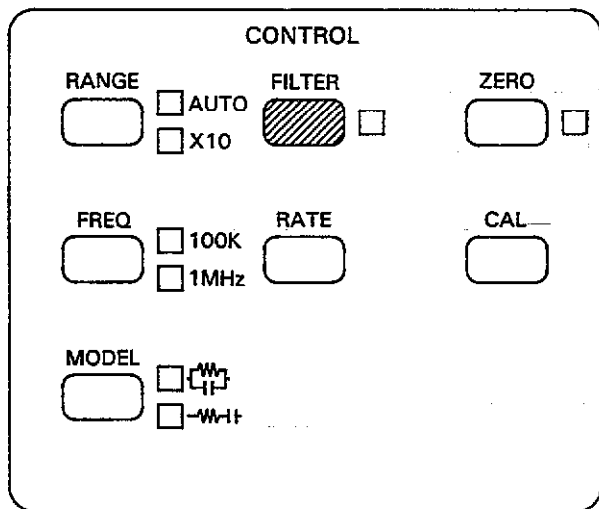 CONTROL
RANGE
AUTO
X10
FILTER
ZERO
FREQ
100K
1MHz
RATE
CAL
MODEL